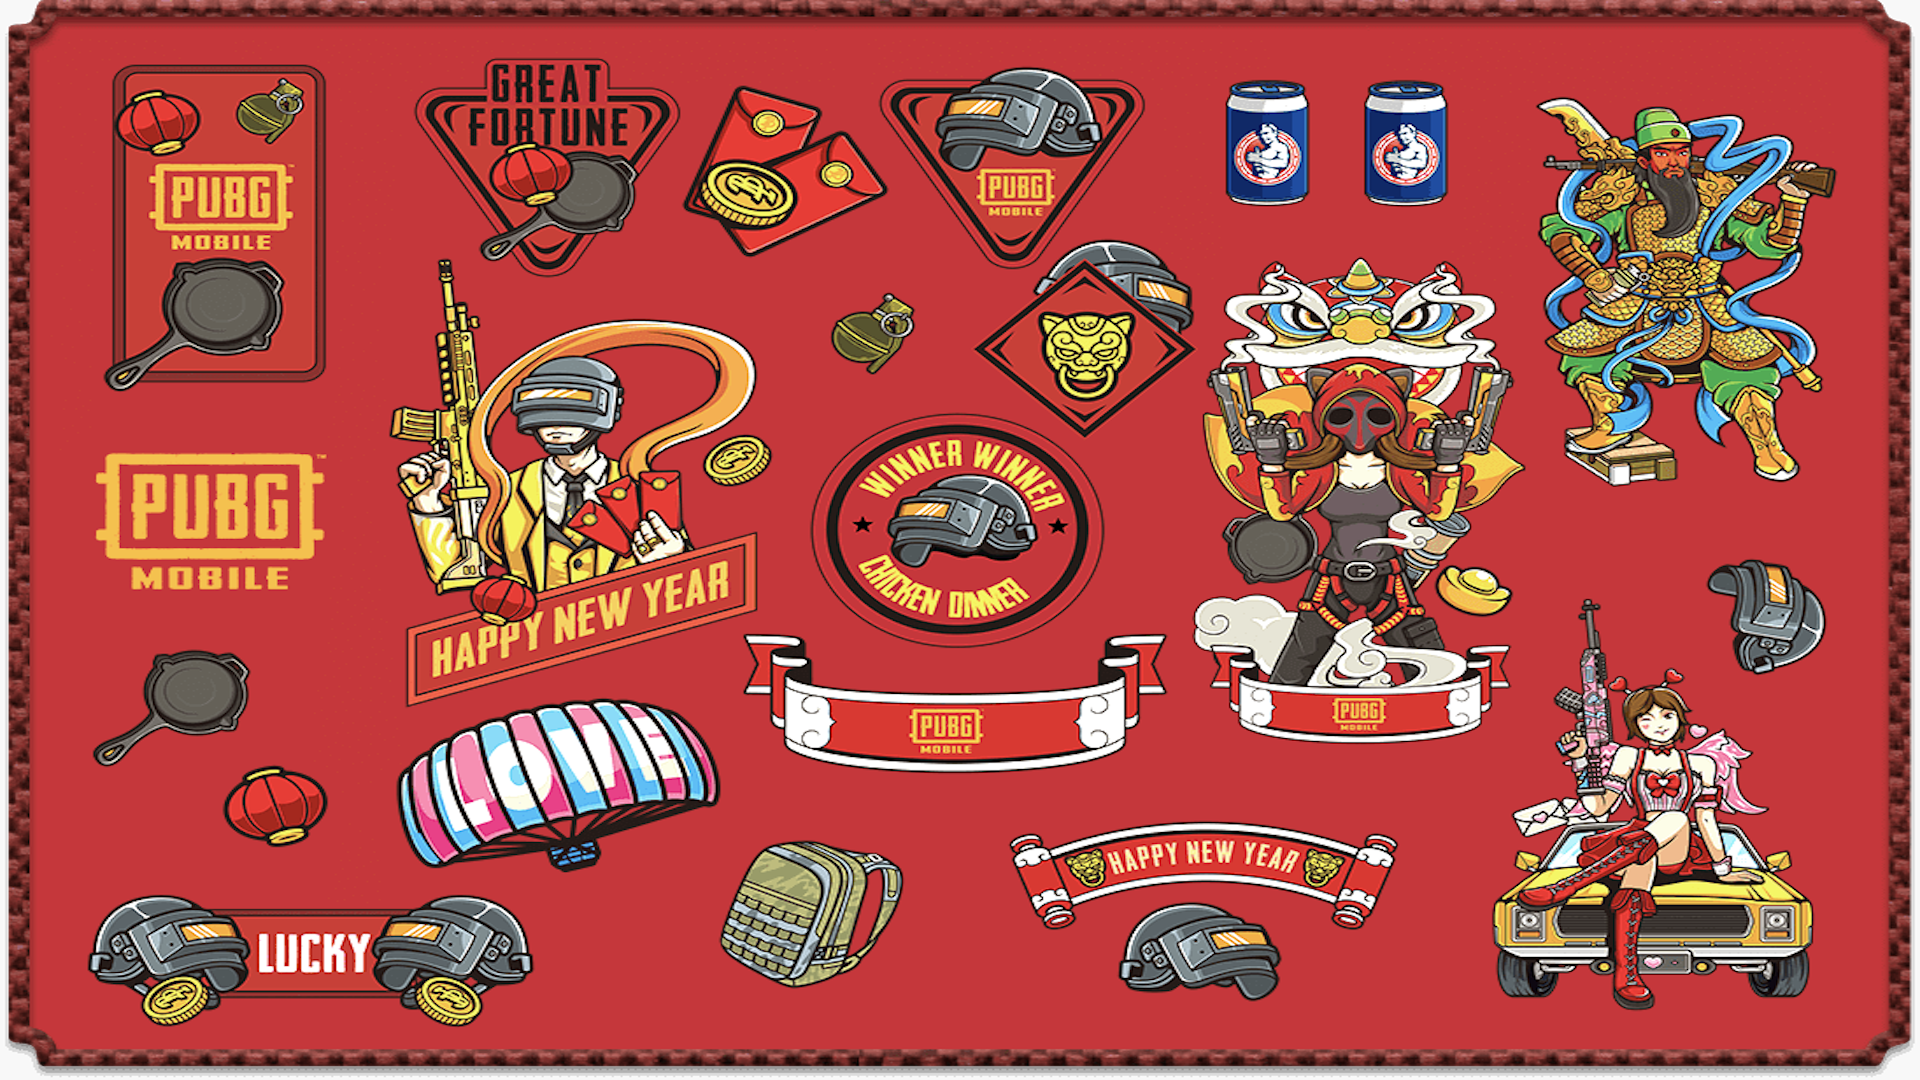 PUBG
MOBILE
GREAT
FORTUNE
PUBG
MOBILE
PUBG
MOBILE
HAPPY NEW YEAR
WINNER WINNER
CHICKEN DINNER
PUBG
MOBILE
PUBG
MOBILE
LOVE
HAPPY NEW YEAR
LUCKY